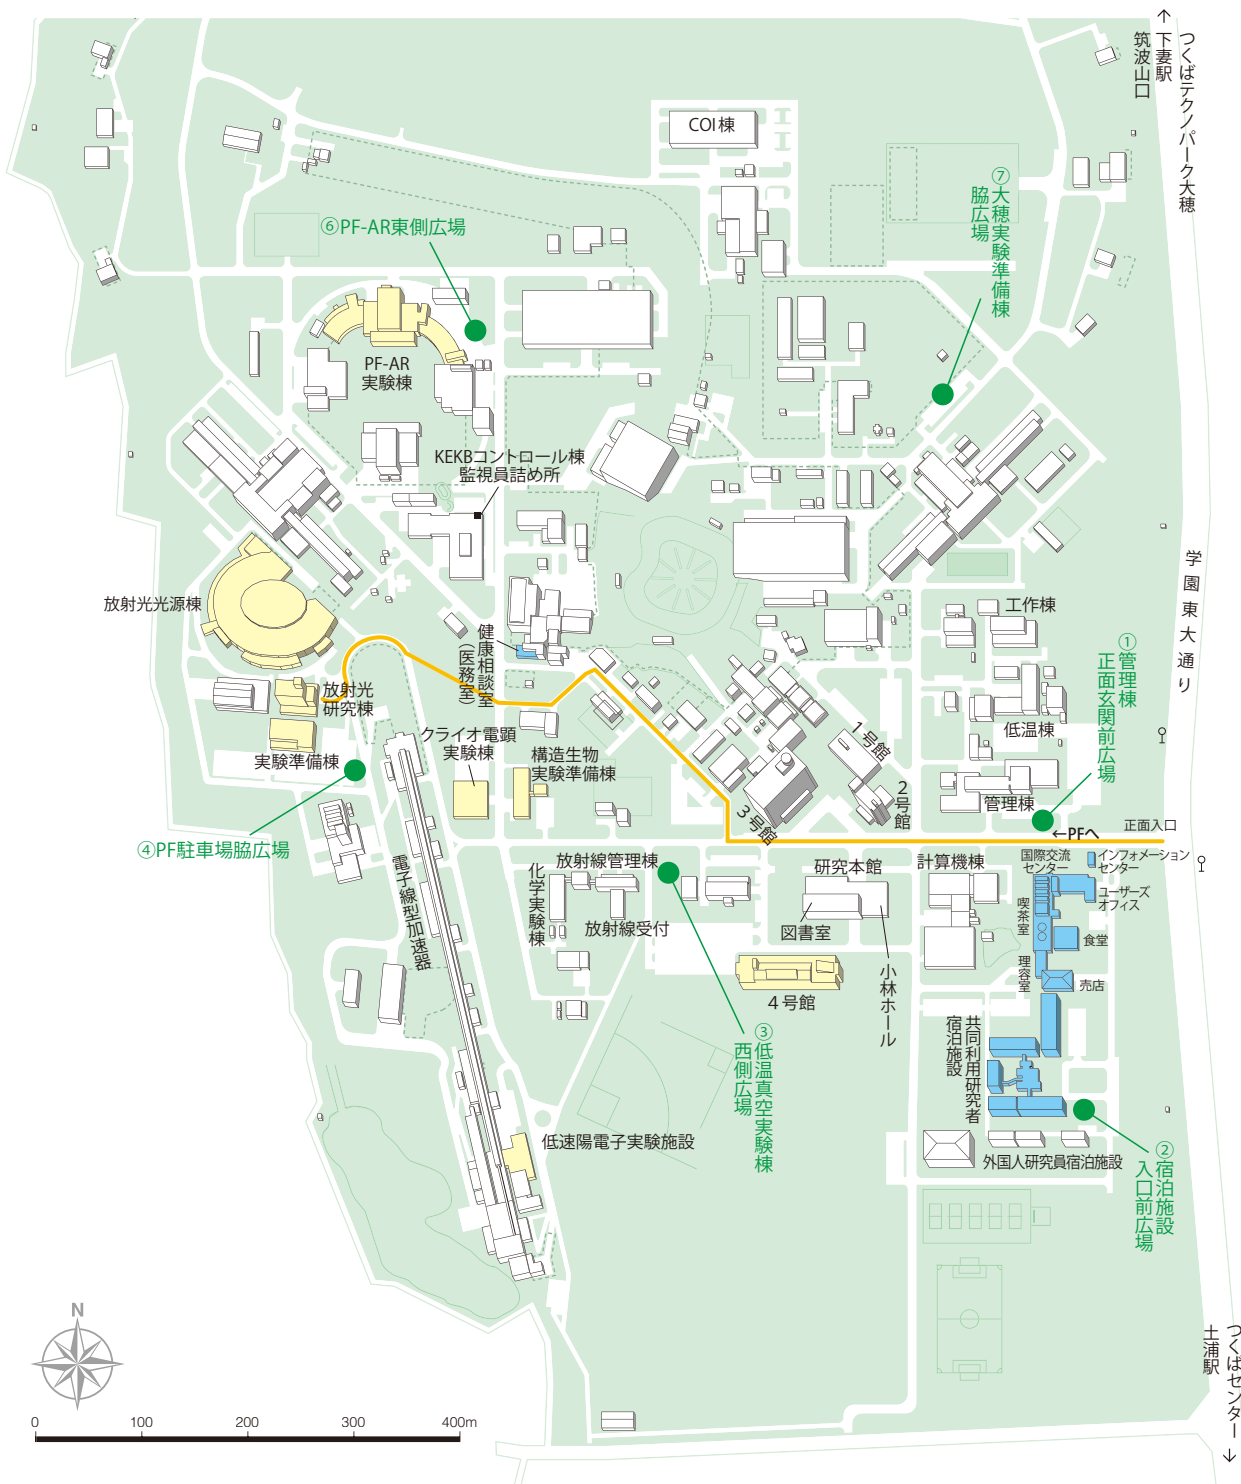 ↑
下妻駅
筑波山口
つくばテクノパーク大穂
COI棟
⑦大穂実験準備棟
脇広場
⑥PF-AR東側広場
PF-AR
実験棟
KEKBコントロール棟
監視員詰め所
学園東大通り
放射光光源棟
工作棟
健康相談室
(医務室)
①管理棟
正面玄関前広場
放射光
研究棟
低温棟
クライオ電顕
実験棟
構造生物
実験準備棟
1号館
実験準備棟
2号館
管理棟
3号館
←PFへ
正面入口
④PF駐車場脇広場
電子線型加速器
化学実験棟
放射線管理棟
放射線受付
研究本館
図書室
小林ホール
計算機棟
国際交流
センター
インフォメーション
センター
ユーザーズ
オフィス
喫茶室
食堂
理容室
売店
4号館
共同利用研究者
宿泊施設
③低温真空実験棟
西側広場
低速陽電子実験施設
外国人研究員宿泊施設
②宿泊施設
入口前広場
N
0 100 200 300 400m
つくばセンター
土浦駅
↓